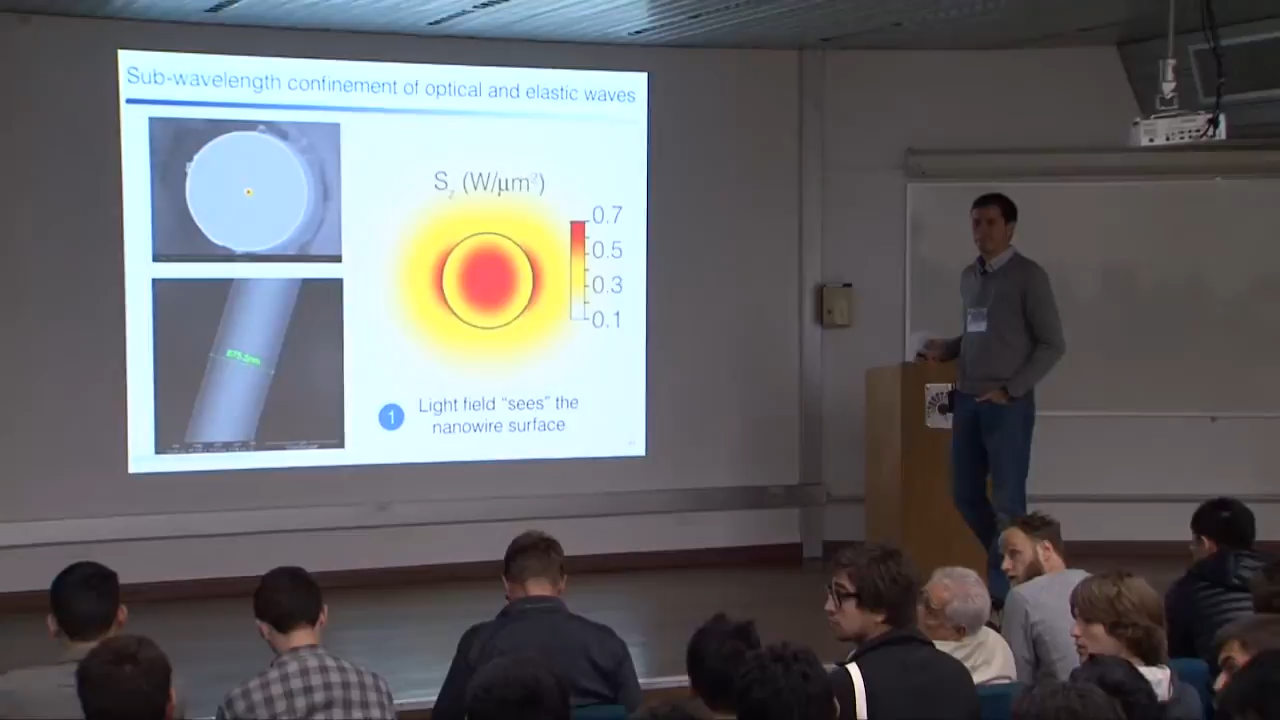 Sub-wavelength confinement of optical and elastic waves
S_z (W/μm²)
0.7
0.5
0.3
0.1
1
Light field “sees” the
nanowire surface